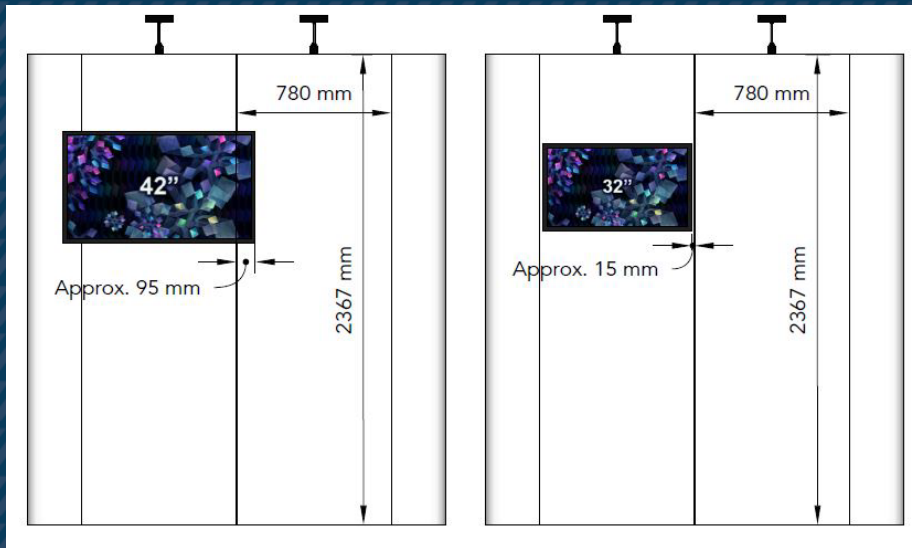 780 mm
42”
Approx. 95 mm
2367 mm
780 mm
32”
Approx. 15 mm
2367 mm